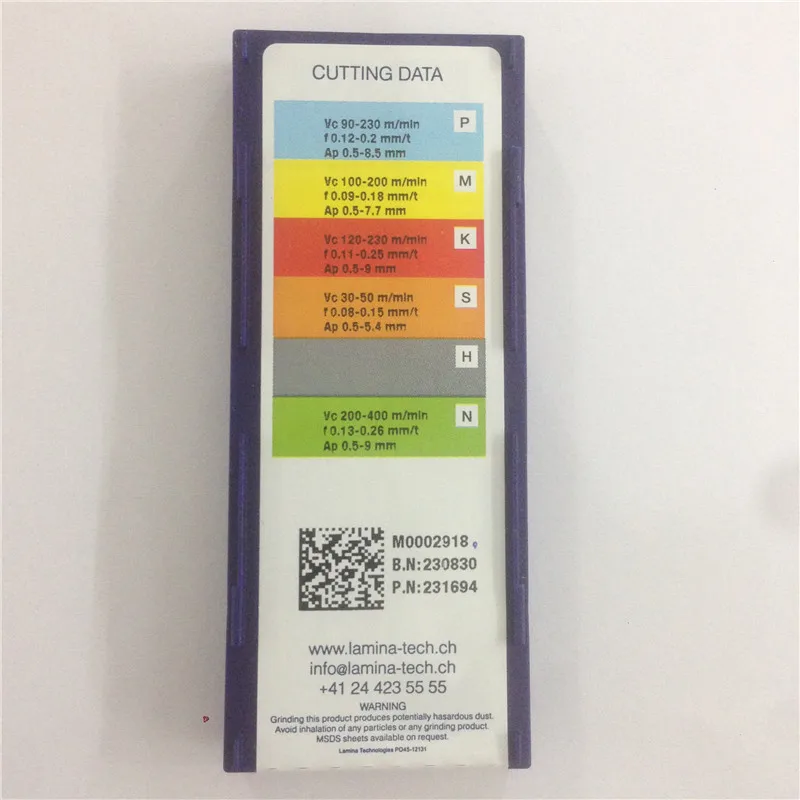 CUTTING DATA
P
Vc 90-230 m/min
f 0.12-0.2 mm/t
Ap 0.5-8.5 mm
M
Vc 100-200 m/min
f 0.09-0.18 mm/t
Ap 0.5-7.7 mm
K
Vc 120-230 m/min
f 0.11-0.25 mm/t
Ap 0.5-9 mm
S
Vc 30-50 m/min
f 0.08-0.15 mm/t
Ap 0.5-5.4 mm
H
N
Vc 200-400 m/min
f 0.13-0.26 mm/t
Ap 0.5-9 mm
M0002918
B.N:230830
P.N:231694
www.lamina-tech.ch
info@lamina-tech.ch
+41 24 423 55 55
WARNING
Grinding this product produces potentially hazardous dust.
Avoid inhalation of any particles or any grinding product.
MSDS sheets available on request.
Lamina Technologies PO45-12131